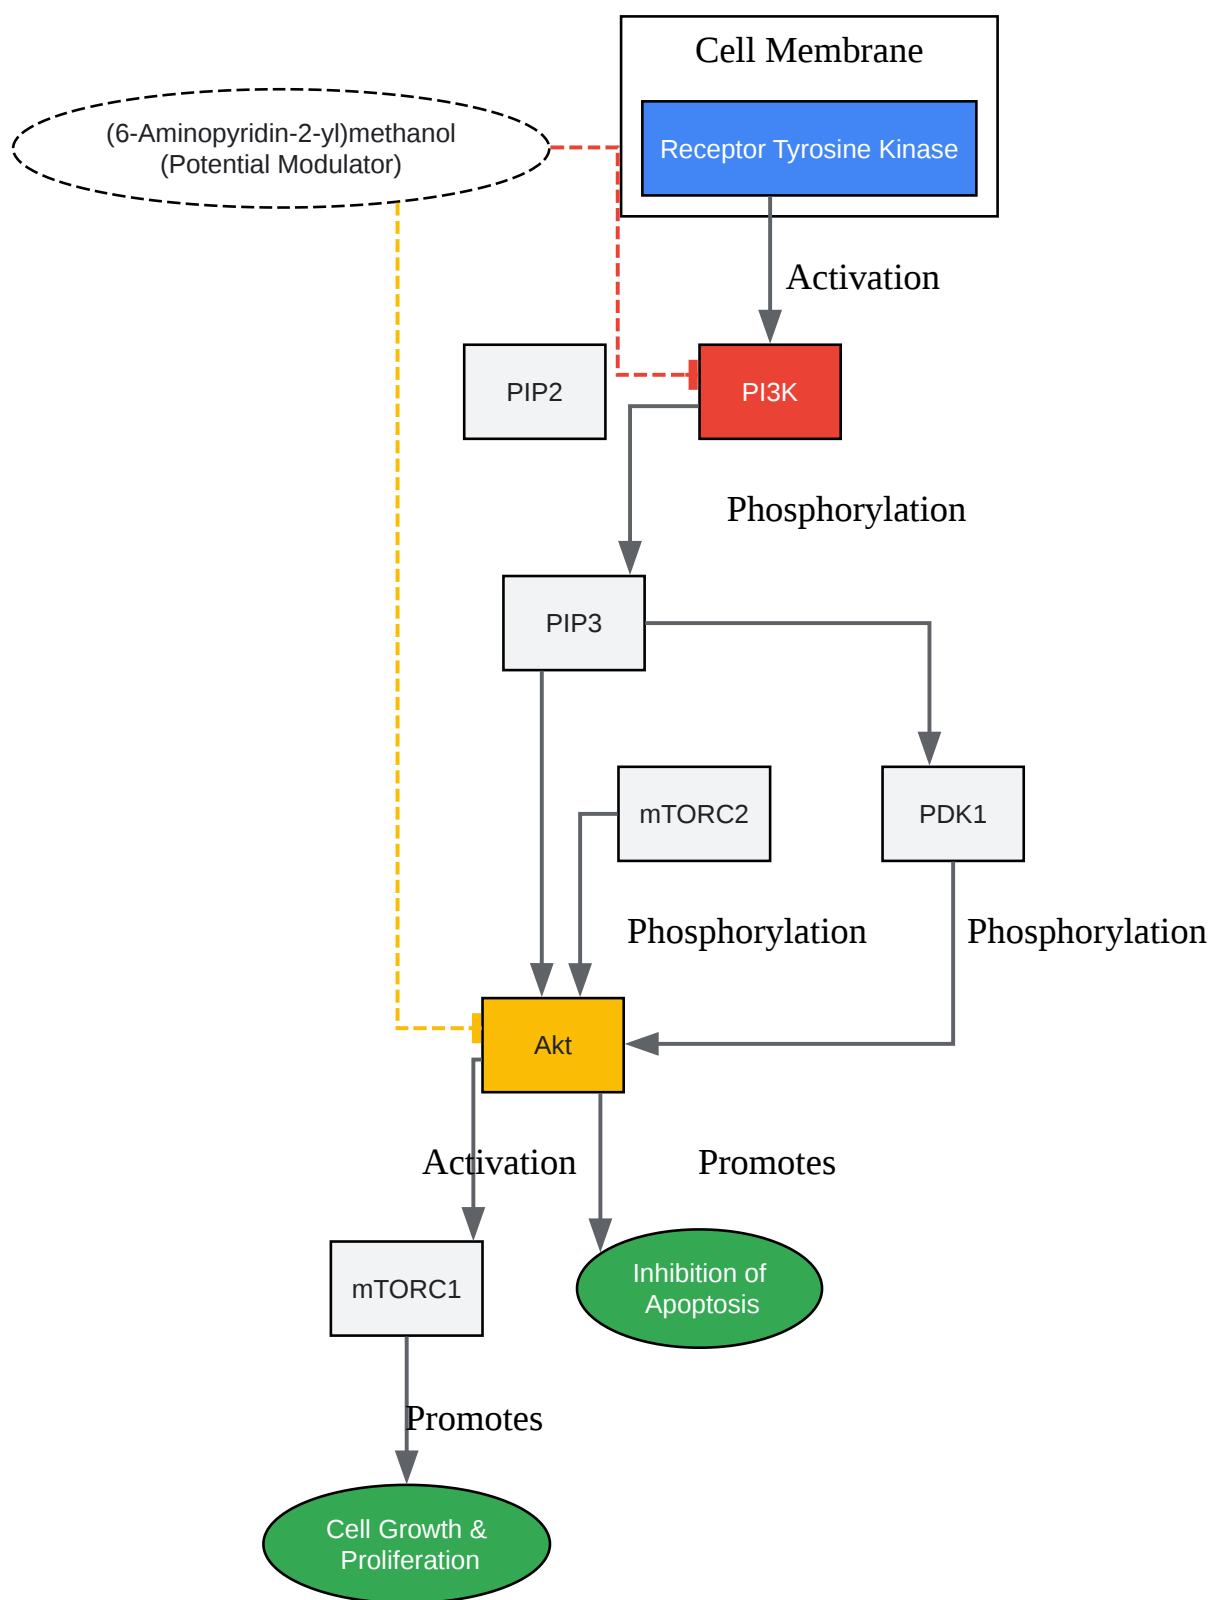 Cell Membrane
(6-Aminopyridin-2-yl)methanol
(Potential Modulator)
Receptor Tyrosine Kinase
Activation
PIP2
PI3K
Phosphorylation
PIP3
mTORC2
PDK1
Phosphorylation
Phosphorylation
Akt
Activation
Promotes
mTORC1
Inhibition of
Apoptosis
Promotes
Cell Growth &
Proliferation